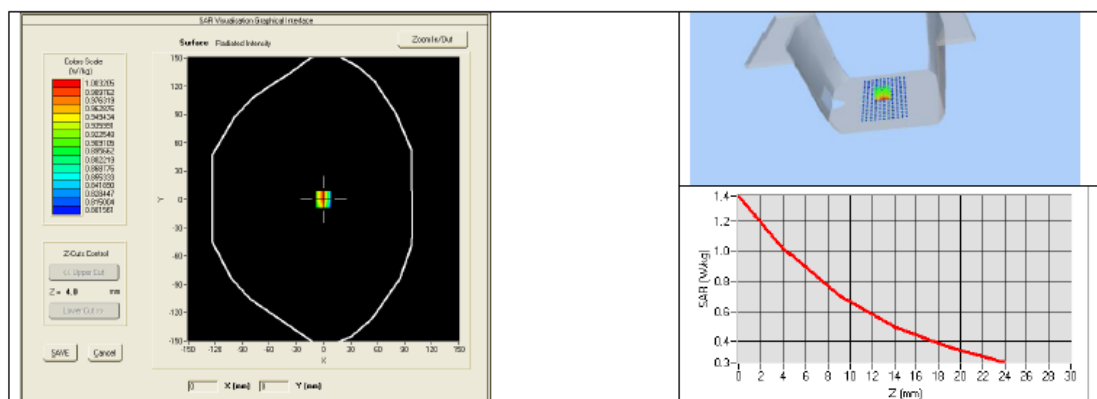 SAR Visualisation Graphical Interface
Surface Radiated Intensity
Zoom In/Out
Colors Scale
(W/kg)
1.003205
0.989762
0.976319
0.962876
0.949434
0.935991
0.922548
0.909105
0.895662
0.882219
0.868776
0.855333
0.841890
0.828447
0.815004
0.801561
150
120
90
60
30
0
-30
-60
-90
-120
-150
Y
-150 -120 -90 -60 -30 0 30 60 90 120 150
X
Z-Cuts Control
<< Upper Cut
Z = 4.0 mm
Lower Cut >>
SAVE Cancel
0 X (mm) 0 Y (mm)
1.4
1.2
1.0
0.8
0.6
0.4
0.3
SAR (W/kg)
0 2 4 6 8 10 12 14 16 18 20 22 24 26 28 30
Z (mm)